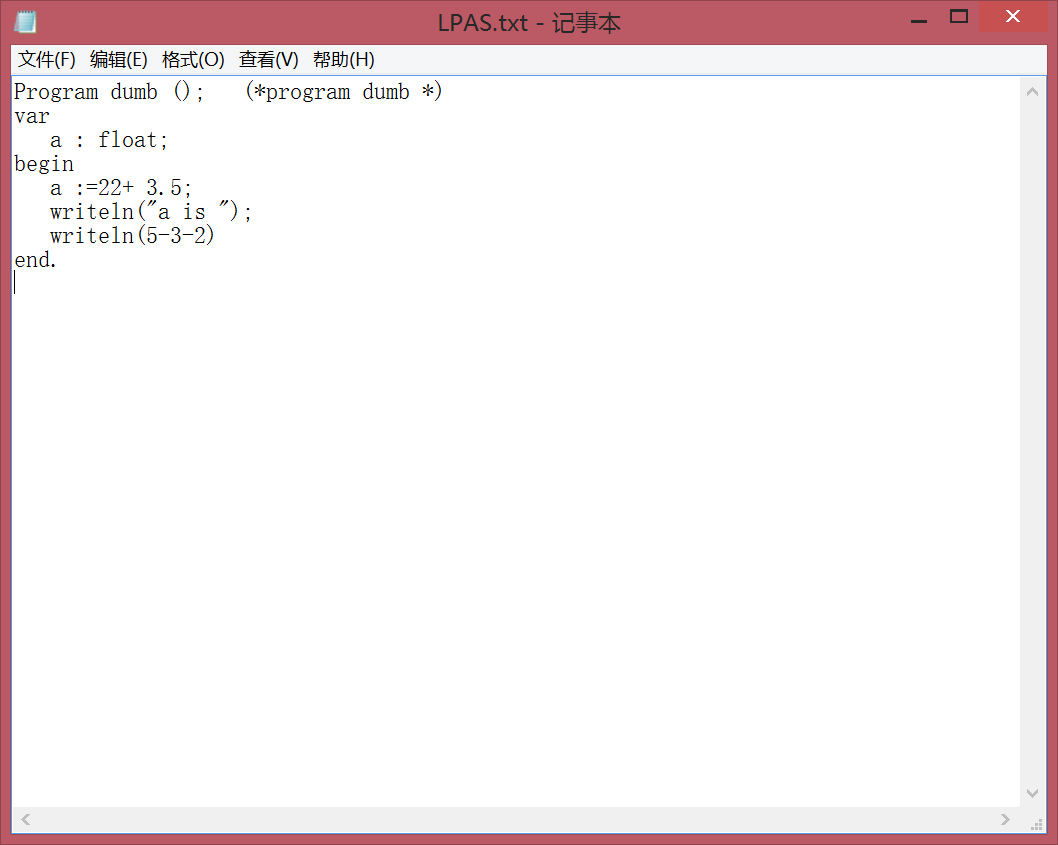 LPAS.txt - 记事本
文件(F) 编辑(E) 格式(O) 查看(V) 帮助(H)
Program dumb ();   (*program dumb *)
var
   a : float;
begin
   a :=22+ 3.5;
   writeln("a is ");
   writeln(5-3-2)
end.